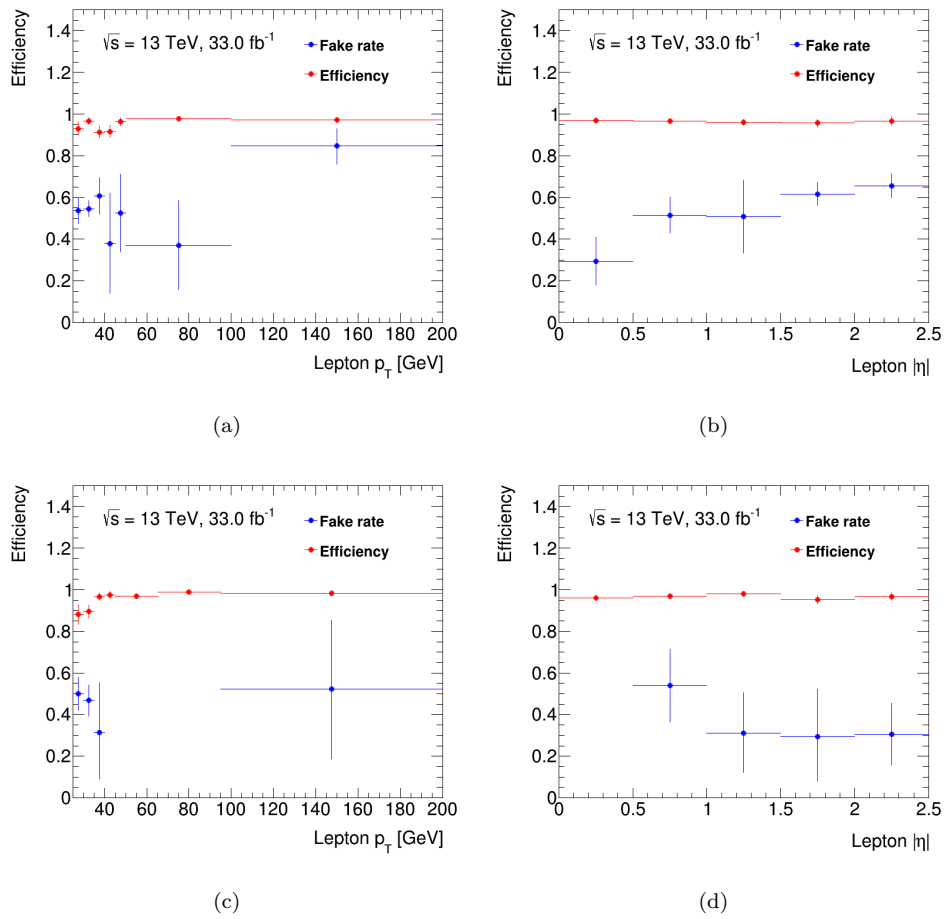 Efficiency
1.4
1.2
1
0.8
0.6
0.4
0.2
0
√s = 13 TeV, 33.0 fb⁻¹
Fake rate
Efficiency
40 60 80 100 120 140 160 180 200
Lepton p_T [GeV]
(a)
Efficiency
1.4
1.2
1
0.8
0.6
0.4
0.2
0
√s = 13 TeV, 33.0 fb⁻¹
Fake rate
Efficiency
0 0.5 1 1.5 2 2.5
Lepton |η|
(b)
Efficiency
1.4
1.2
1
0.8
0.6
0.4
0.2
0
√s = 13 TeV, 33.0 fb⁻¹
Fake rate
Efficiency
40 60 80 100 120 140 160 180 200
Lepton p_T [GeV]
(c)
Efficiency
1.4
1.2
1
0.8
0.6
0.4
0.2
0
√s = 13 TeV, 33.0 fb⁻¹
Fake rate
Efficiency
0 0.5 1 1.5 2 2.5
Lepton |η|
(d)